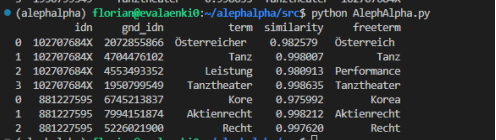 (alephalpha) florian@evalaenki0:~/alephalpha/src$ python AlephAlpha.py
idn gnd_idn term similarity freeterm
0 102707684X 2072855866 Österreicher 0.982579 Österreich
1 102707684X 4704476102 Tanz 0.998007 Tanz
2 102707684X 4553493352 Leistung 0.980913 Performance
3 102707684X 1950799549 Tanztheater 0.998635 Tanztheater
0 881227595 6745213837 Kore 0.975992 Korea
1 881227595 7994151874 Aktienrecht 0.998212 Aktienrecht
2 881227595 5226021900 Recht 0.997620 Recht